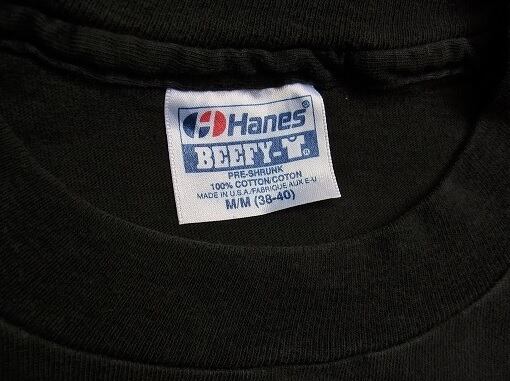 Hanes®
BEEFY-T®
PRE-SHRUNK
100% COTTON/COTON
MADE IN U.S.A./FABRIQUE AUX E-U
M/M (38-40)